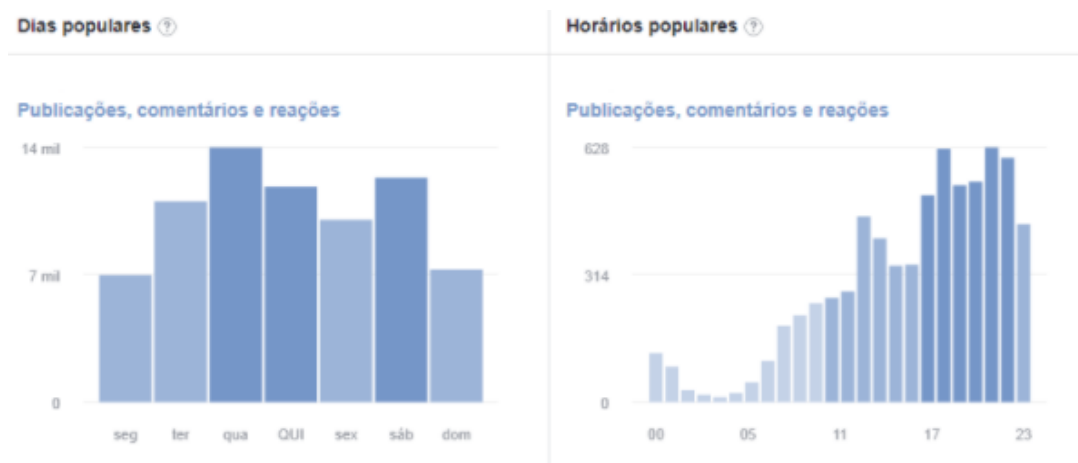 Dias populares ?
Publicações, comentários e reações
14 mil
7 mil
0
seg ter qua QUI sex sáb dom
Horários populares ?
Publicações, comentários e reações
628
314
0
00 05 11 17 23